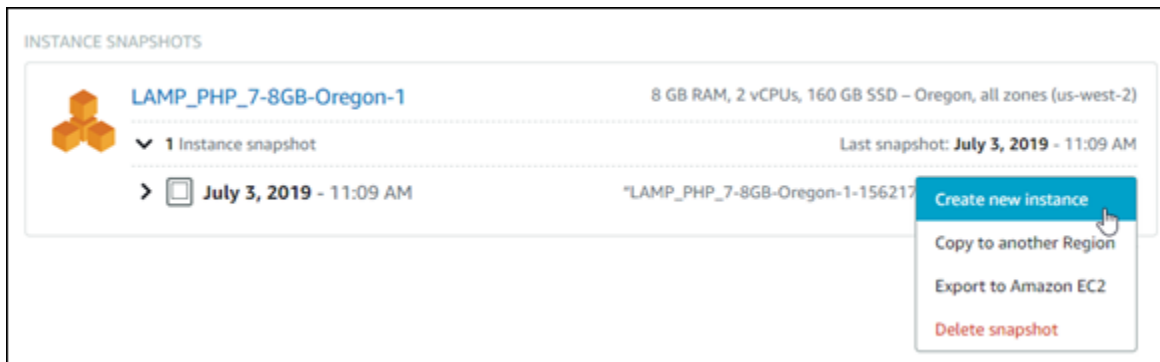 INSTANCE SNAPSHOTS
LAMP_PHP_7-8GB-Oregon-1 8 GB RAM, 2 vCPUs, 160 GB SSD – Oregon, all zones (us-west-2)
1 Instance snapshot Last snapshot: July 3, 2019 - 11:09 AM
July 3, 2019 - 11:09 AM "LAMP_PHP_7-8GB-Oregon-1-156217
Create new instance
Copy to another Region
Export to Amazon EC2
Delete snapshot